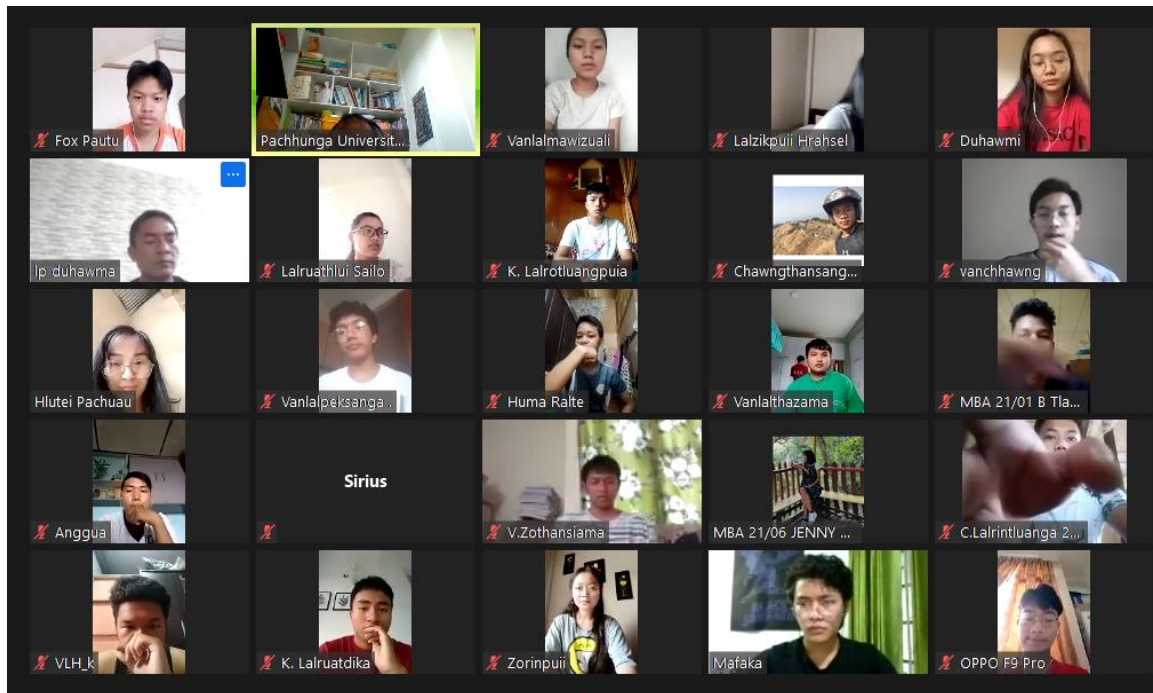 Fox Pautu
Pachhunga Universit...
Vanlalmawizuali
Lalzikpuii Hrahsel
Duhawmi
lp duhawma
Lalruathlui Sailo
K. Lalrotluangpuia
Chawngthansang...
vanchhawng
Hlutei Pachuau
Vanlalpeksanga .
Huma Ralte
Vanlalthazama
MBA 21/01 B Tla...
Anggua
Sirius
V.Zothansiama
MBA 21/06 JENNY ...
C.Lalrintluanga 2...
VLH_k
K. Lalruatdika
Zorinpuii
Mafaka
OPPO F9 Pro